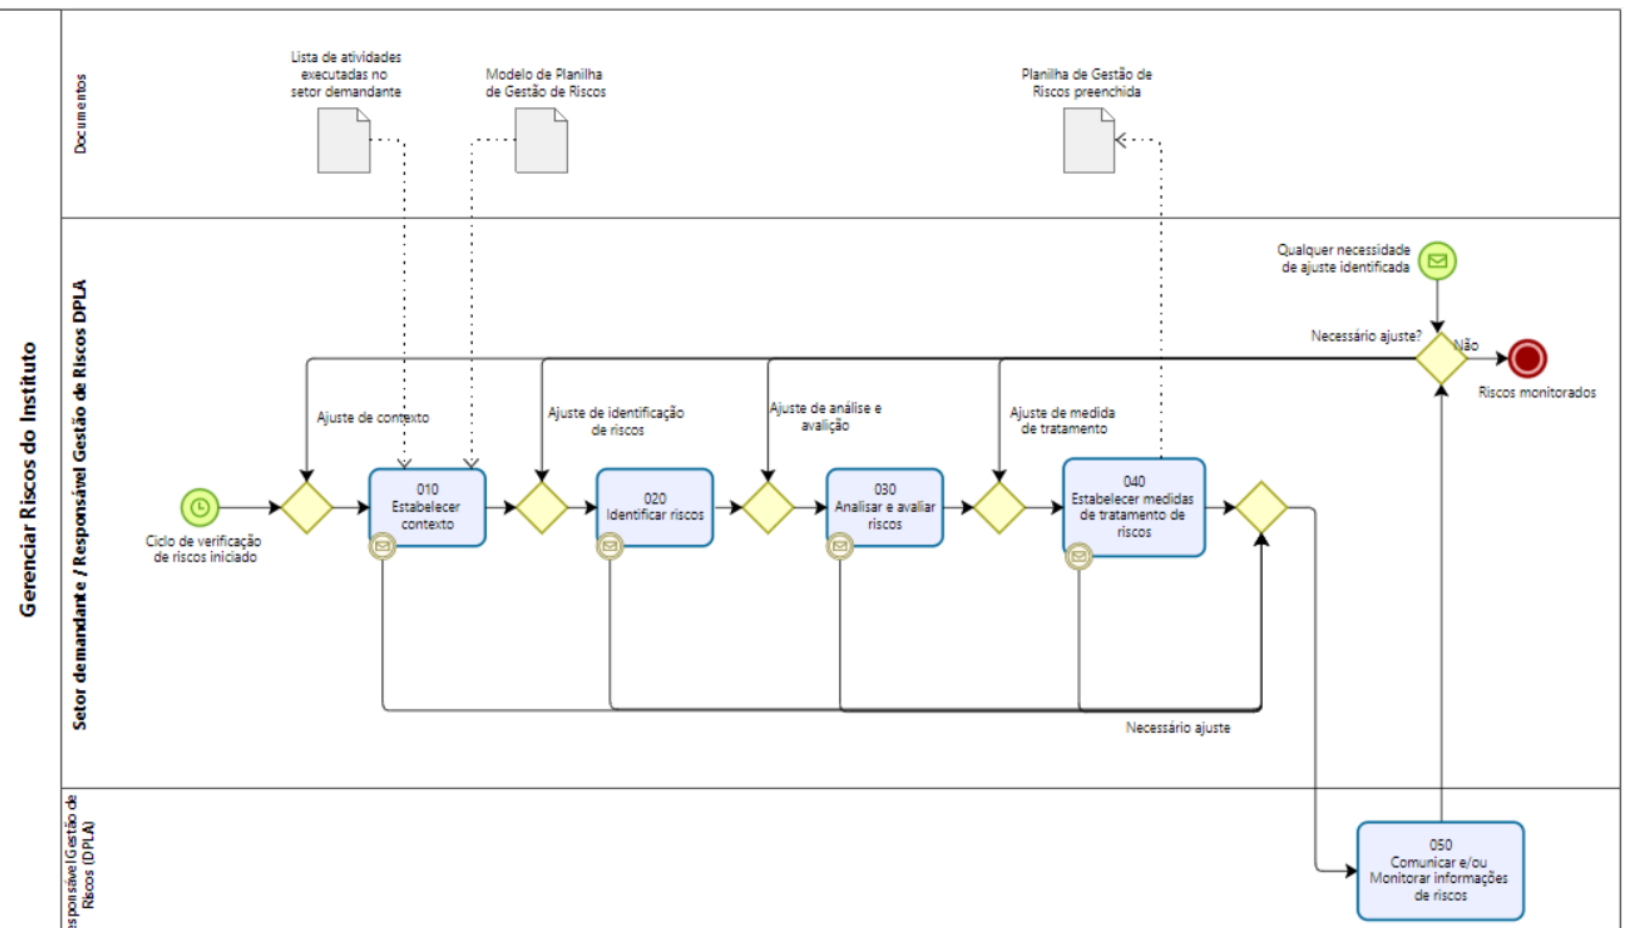 Gerenciar Riscos do Instituto
Documentos
Lista de atividades
executadas no
setor demandante
Modelo de Planilha
de Gestão de Riscos
Planilha de Gestão de
Riscos preenchida
Setor demandante / Responsável Gestão de Riscos DPLA
Qualquer necessidade
de ajuste identificada
Necessário ajuste?
Não
Riscos monitorados
Ajuste de contexto
Ajuste de identificação
de riscos
Ajuste de análise e
avalição
Ajuste de medida
de tratamento
Ciclo de verificação
de riscos iniciado
010
Estabelecer
contexto
020
Identificar riscos
030
Analisar e avaliar
riscos
040
Estabelecer medidas
de tratamento de
riscos
Necessário ajuste
esponsável Gestão de
Riscos (DPLA)
050
Comunicar e/ou
Monitorar informações
de riscos